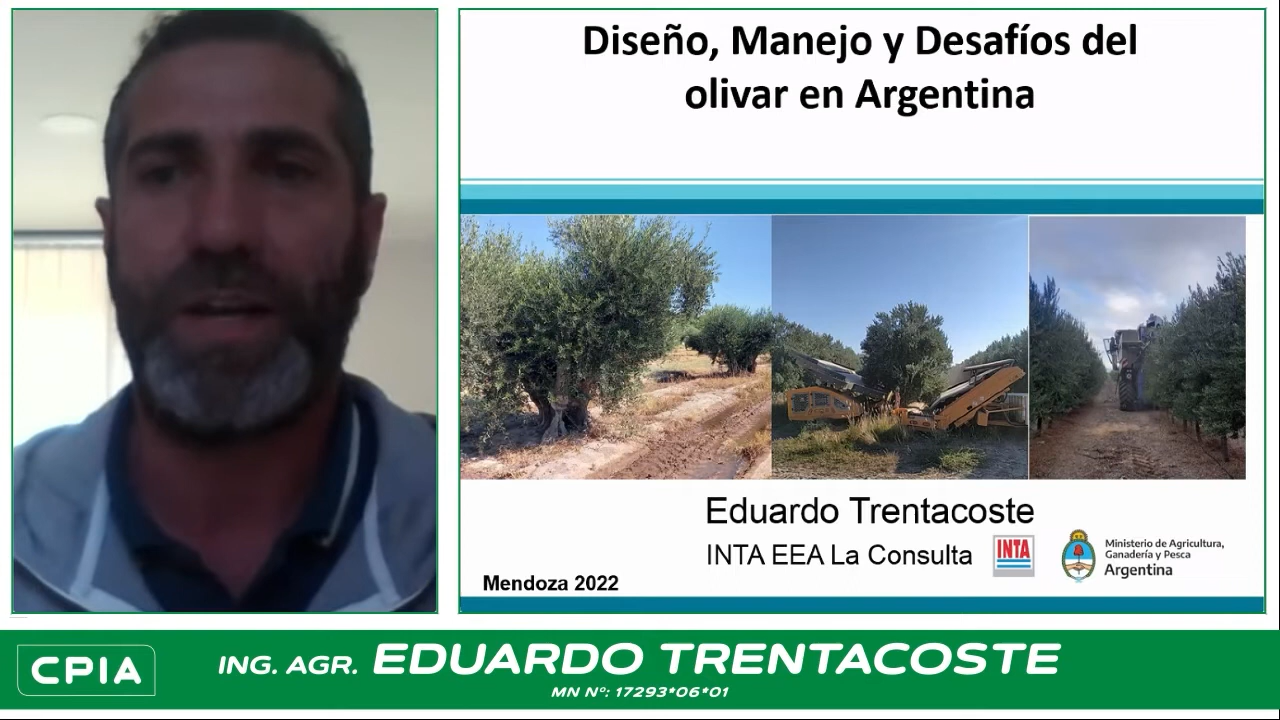 Diseño, Manejo y Desafíos del
olivar en Argentina
Eduardo Trentacoste
INTA EEA La Consulta
INTA
Ministerio de Agricultura,
Ganadería y Pesca
Argentina
Mendoza 2022
CPIA
ING. AGR. EDUARDO TRENTACOSTE
MN Nº: 17293*06*01